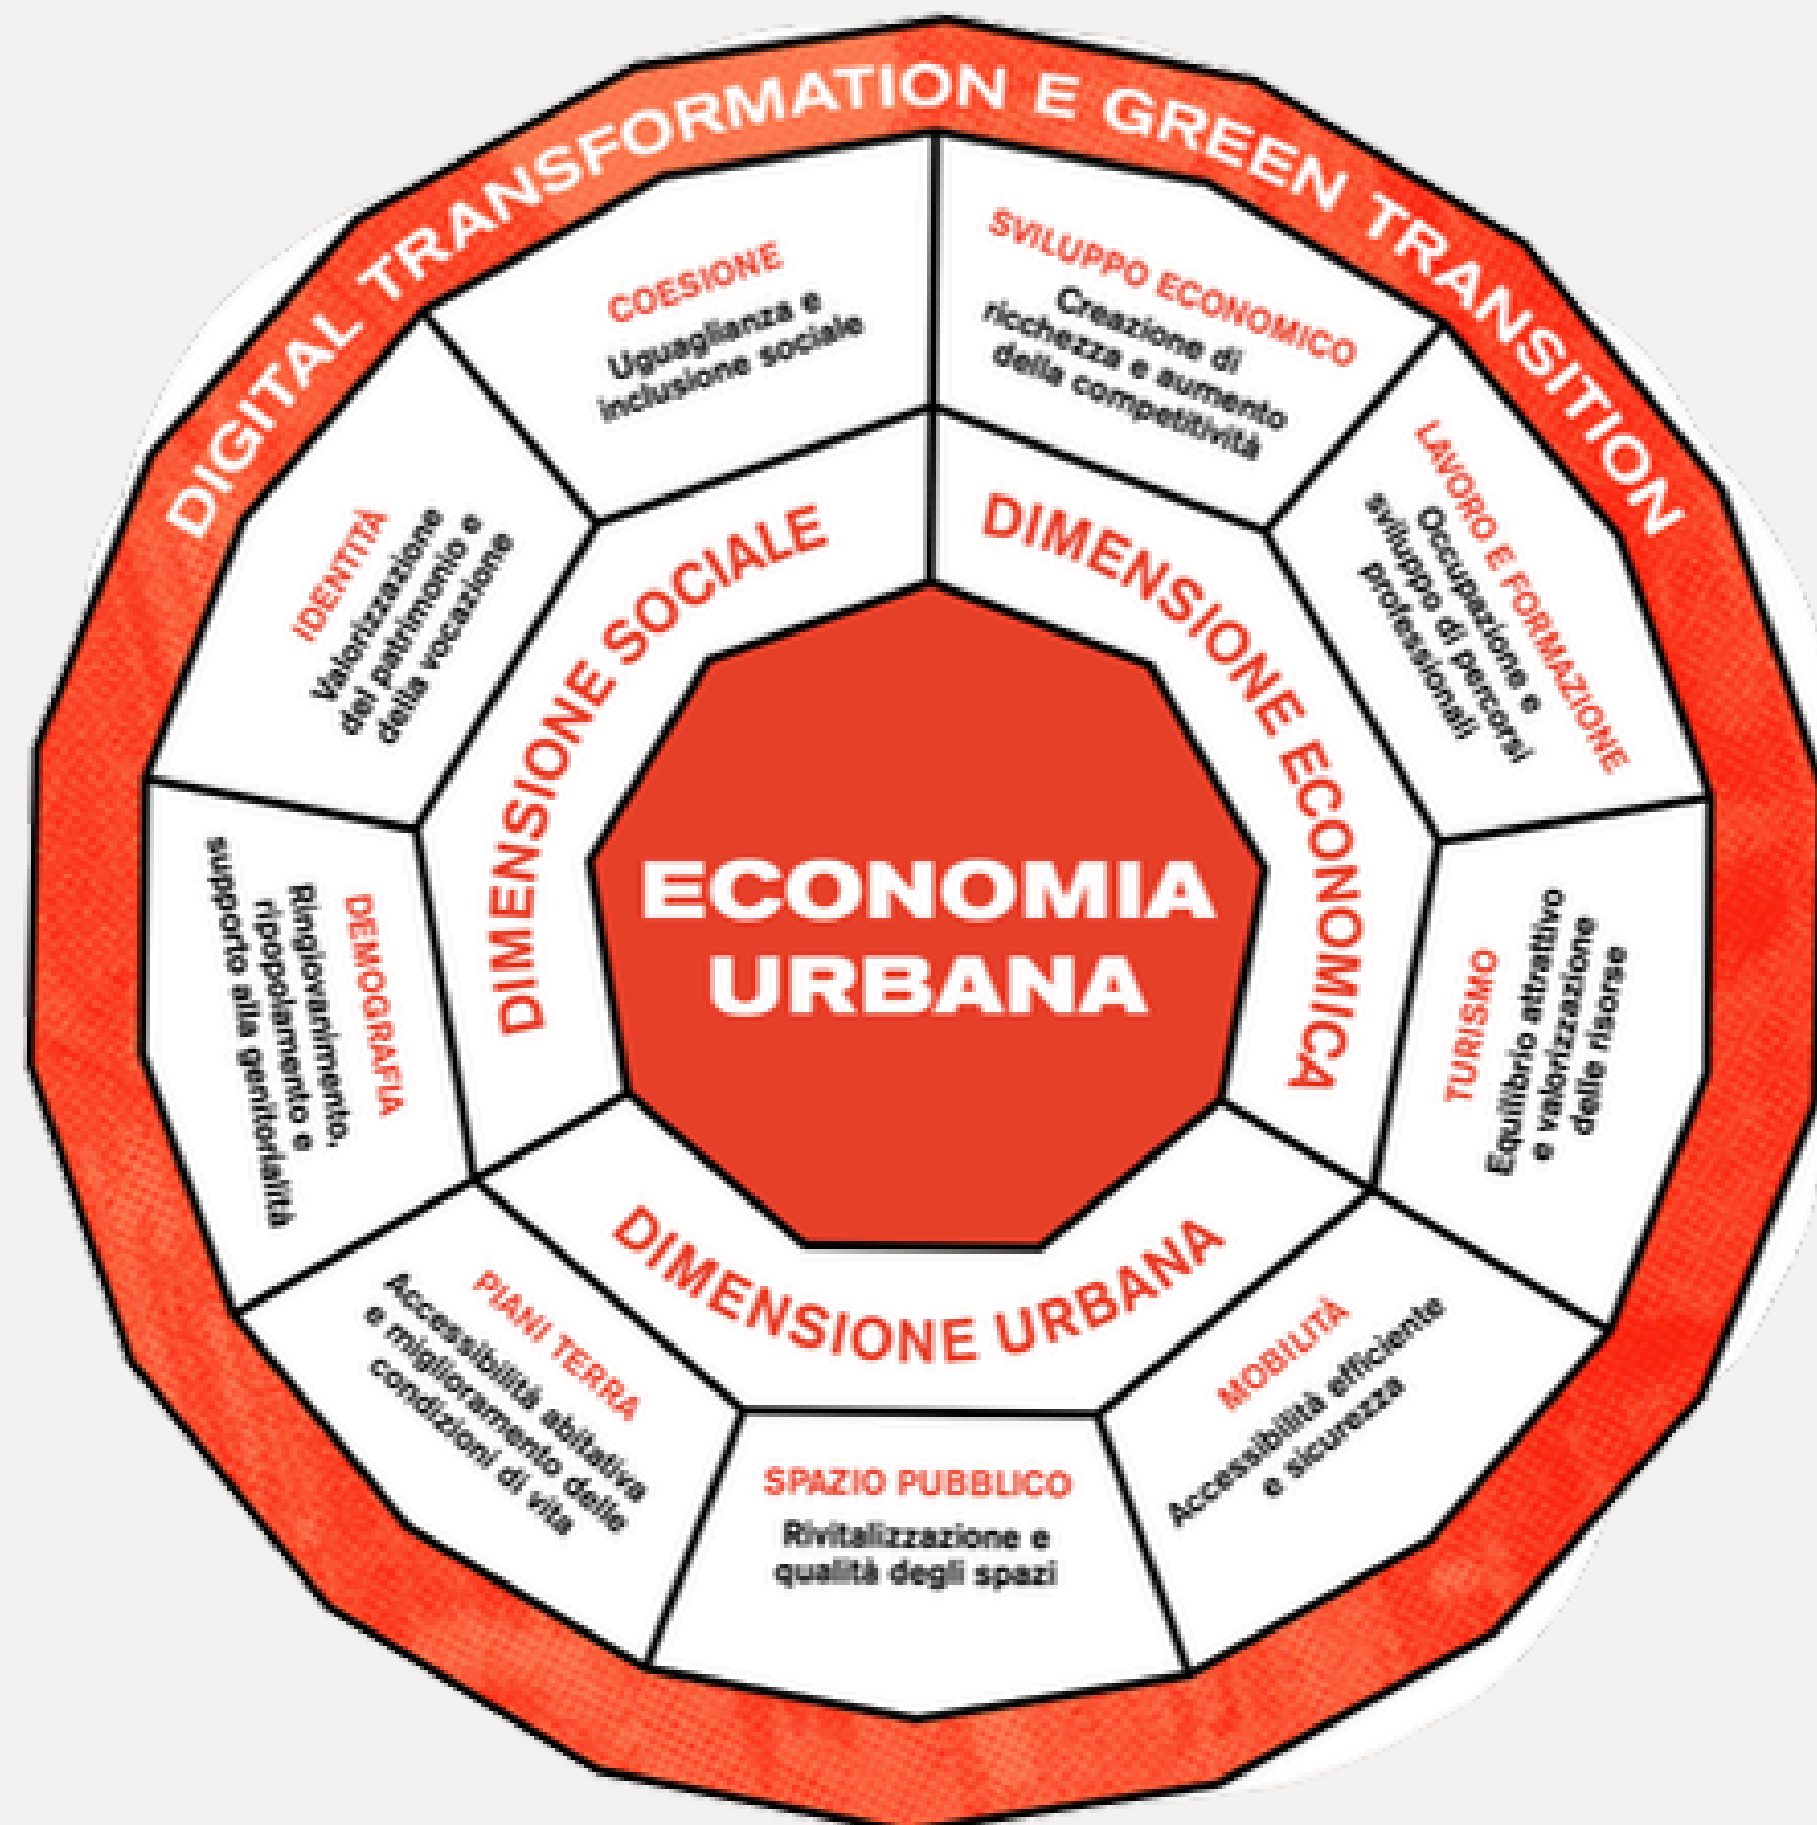 DIGITAL TRANSFORMATION E GREEN TRANSITION
COESIONE
Uguaglianza e
inclusione sociale
SVILUPPO ECONOMICO
Creazione di
ricchezza e aumento
della competitività
LAVORO E FORMAZIONE
Occupazione e
sviluppo di percorsi
professionali
TURISMO
Equilibrio attrattivo
e valorizzazione
delle risorse
MOBILITÀ
Accessibilità efficiente
e sicurezza
SPAZIO PUBBLICO
Rivitalizzazione e
qualità degli spazi
PIANI TERRA
Accessibilità abitativa
e miglioramento delle
condizioni di vita
DEMOGRAFIA
Ringiovanimento,
ripopolamento e
supporto alla genitorialità
IDENTITÀ
Valorizzazione
del patrimonio e
della vocazione
DIMENSIONE SOCIALE
DIMENSIONE ECONOMICA
DIMENSIONE URBANA
ECONOMIA
URBANA